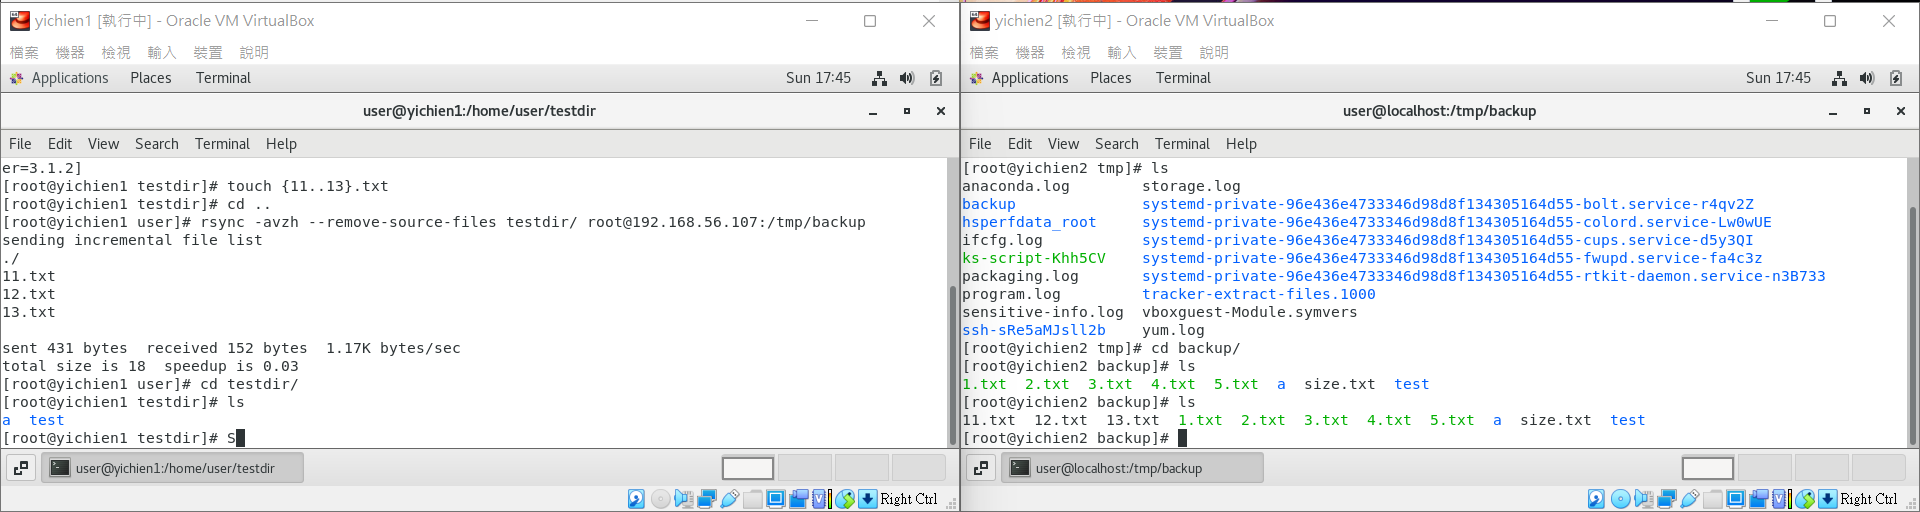 yichien1 [執行中] - Oracle VM VirtualBox
檔案 機器 檢視 輸入 裝置 說明
Applications Places Terminal Sun 17:45
user@yichien1:/home/user/testdir
File Edit View Search Terminal Help
er=3.1.2]
[root@yichien1 testdir]# touch {11..13}.txt
[root@yichien1 testdir]# cd ..
[root@yichien1 user]# rsync -avzh --remove-source-files testdir/ root@192.168.56.107:/tmp/backup
sending incremental file list
./
11.txt
12.txt
13.txt
sent 431 bytes  received 152 bytes  1.17K bytes/sec
total size is 18  speedup is 0.03
[root@yichien1 user]# cd testdir/
[root@yichien1 testdir]# ls
a  test
[root@yichien1 testdir]# S
user@yichien1:/home/user/testdir
Right Ctrl
yichien2 [執行中] - Oracle VM VirtualBox
檔案 機器 檢視 輸入 裝置 說明
Applications Places Terminal Sun 17:45
user@localhost:/tmp/backup
File Edit View Search Terminal Help
[root@yichien2 tmp]# ls
anaconda.log        storage.log
backup              systemd-private-96e436e4733346d98d8f134305164d55-bolt.service-r4qv2Z
hsperfdata_root     systemd-private-96e436e4733346d98d8f134305164d55-colord.service-Lw0wUE
ifcfg.log           systemd-private-96e436e4733346d98d8f134305164d55-cups.service-d5y3QI
ks-script-Khh5CV    systemd-private-96e436e4733346d98d8f134305164d55-fwupd.service-fa4c3z
packaging.log       systemd-private-96e436e4733346d98d8f134305164d55-rtkit-daemon.service-n3B733
program.log         tracker-extract-files.1000
sensitive-info.log  vboxguest-Module.symvers
ssh-sRe5aMJsll2b    yum.log
[root@yichien2 tmp]# cd backup/
[root@yichien2 backup]# ls
1.txt  2.txt  3.txt  4.txt  5.txt  a  size.txt  test
[root@yichien2 backup]# ls
11.txt  12.txt  13.txt  1.txt  2.txt  3.txt  4.txt  5.txt  a  size.txt  test
[root@yichien2 backup]#
user@localhost:/tmp/backup
Right Ctrl